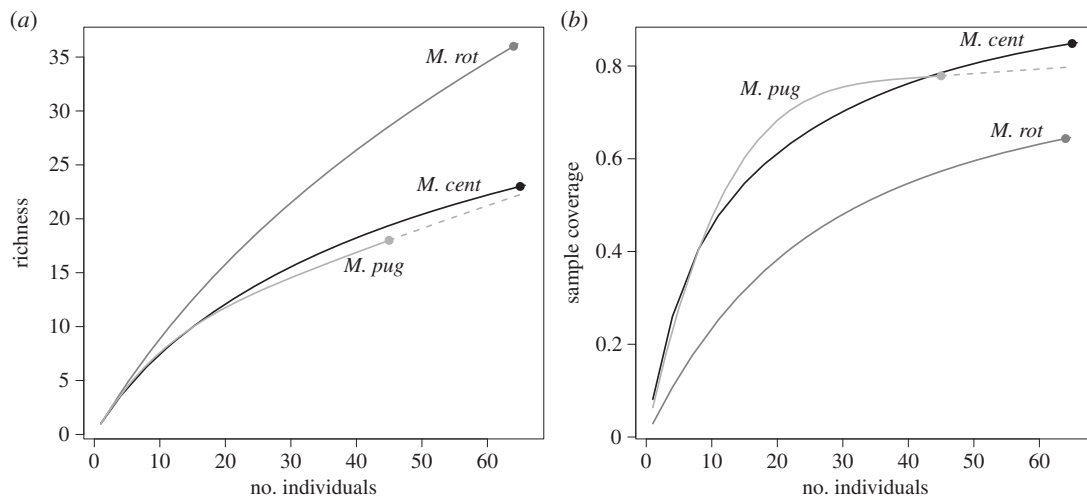 (a)
richness
35
30
25
20
15
10
5
0
M. rot
M. cent
M. pug
0 10 20 30 40 50 60
no. individuals
(b)
sample coverage
0.8
0.6
0.4
0.2
0
M. cent
M. pug
M. rot
0 10 20 30 40 50 60
no. individuals